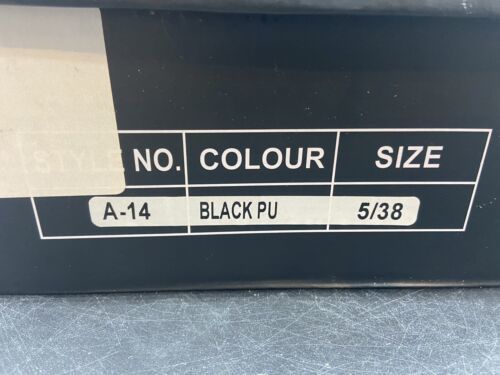 STYLE NO. COLOUR SIZE
A-14 BLACK PU 5/38